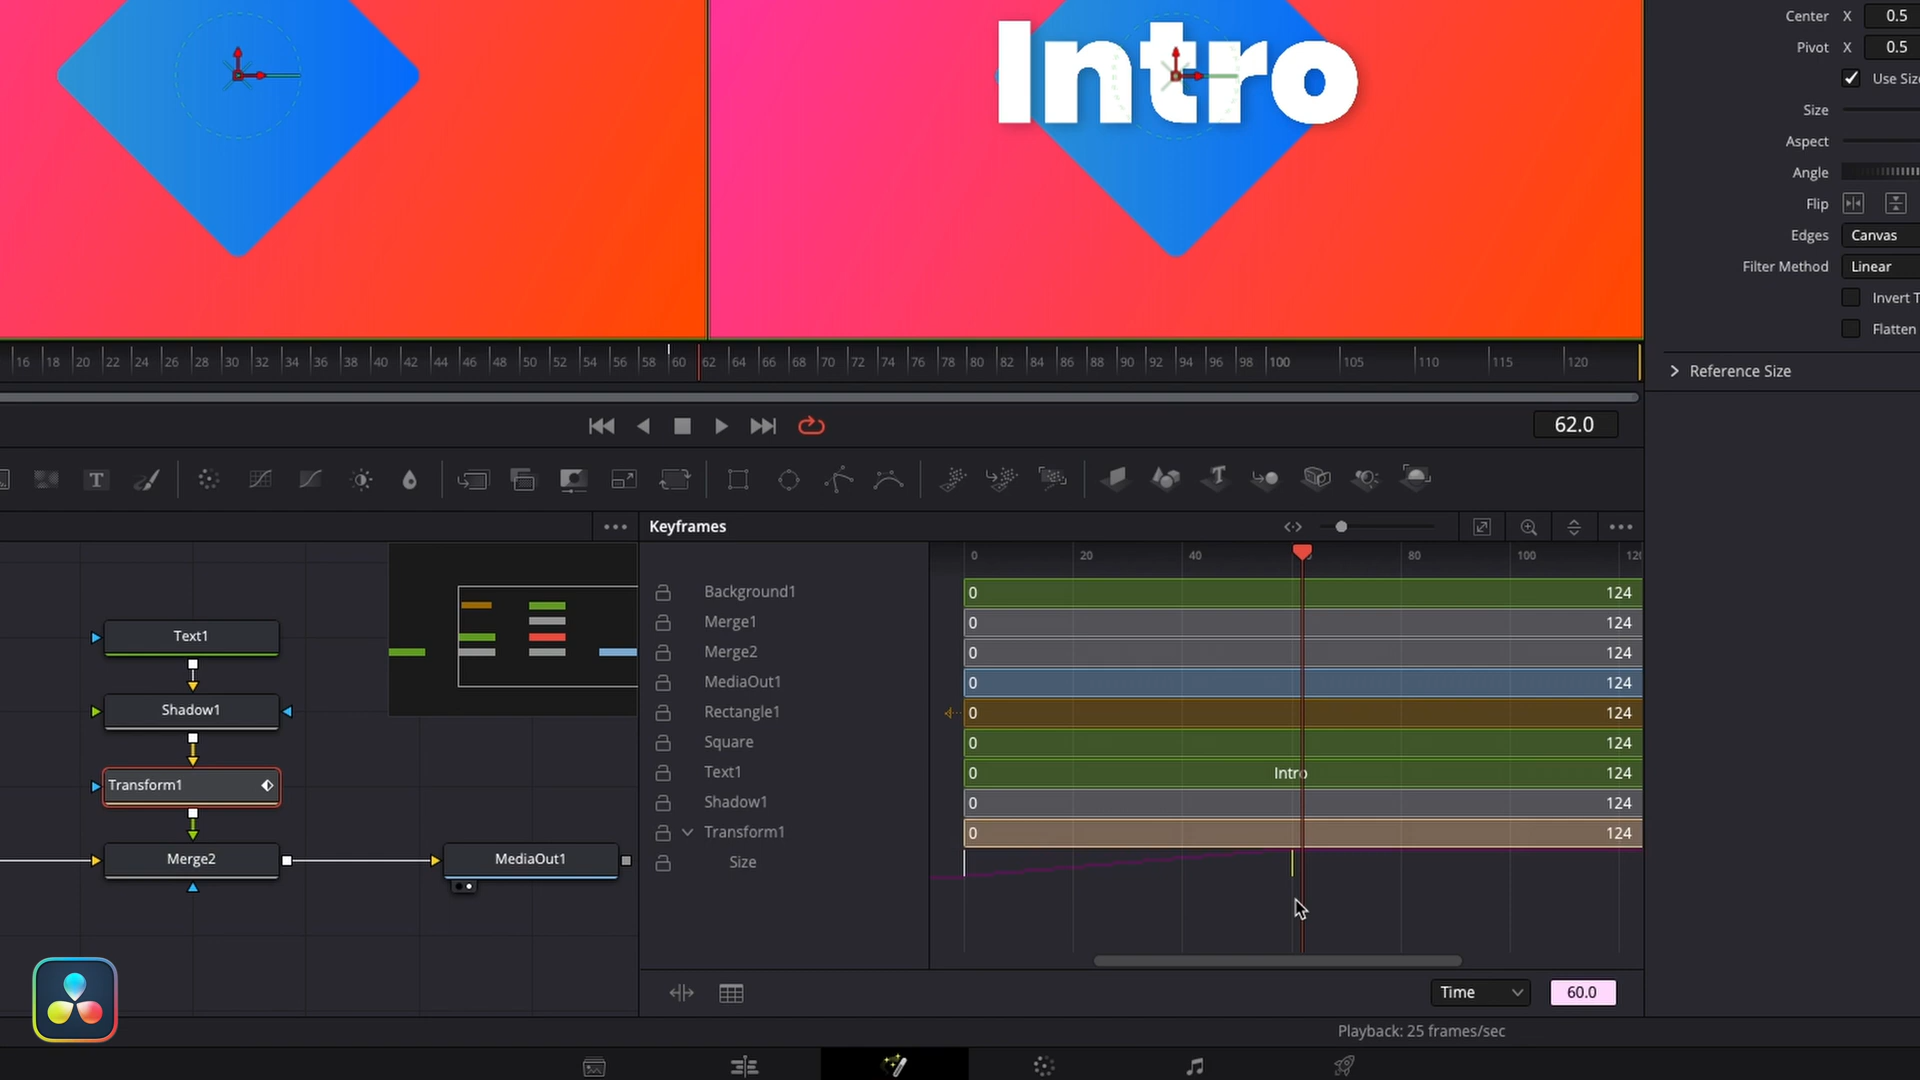 Intro
Center X 0.5
Pivot X 0.5
Use Size
Size
Aspect
Angle
Flip
Edges Canvas
Filter Method Linear
Invert T
Flatten
Reference Size
16 18 20 22 24 26 28 30 32 34 36 38 40 42 44 46 48 50 52 54 56 58 60 62 64 66 68 70 72 74 76 78 80 82 84 86 88 90 92 94 96 98 100 105 110 115 120
62.0
T
Keyframes
0 20 40 80 100 120
Background1 0 124
Merge1 0 124
Merge2 0 124
MediaOut1 0 124
Rectangle1 0 124
Square 0 124
Text1 0 Intro 124
Shadow1 0 124
Transform1 0 124
Size
Text1
Shadow1
Transform1
Merge2
MediaOut1
Time 60.0
Playback: 25 frames/sec